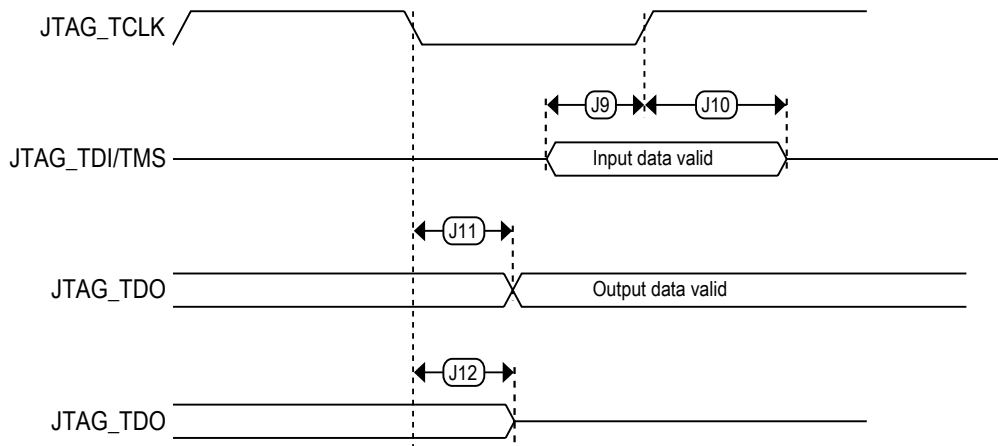 JTAG_TCLK
J9
J10
JTAG_TDI/TMS
Input data valid
J11
JTAG_TDO
Output data valid
J12
JTAG_TDO